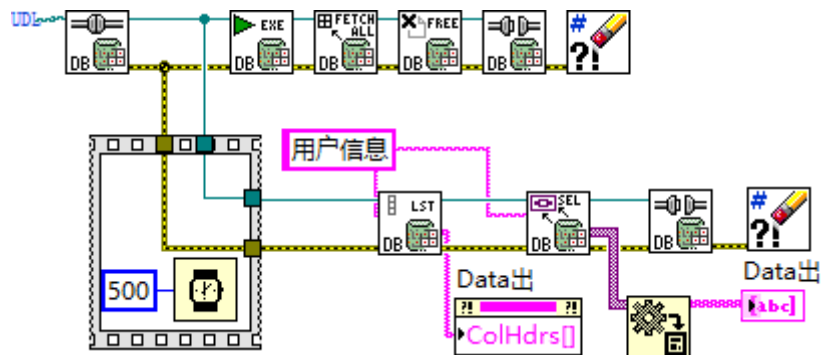 UDL
EXE
FETCH
ALL
FREE
#
DB
DB
DB
DB
DB
?!
用户信息
LST
SEL
#
DB
DB
DB
?!
500
Data出
Data出
?!
?!
ColHdrs[]
[abc]